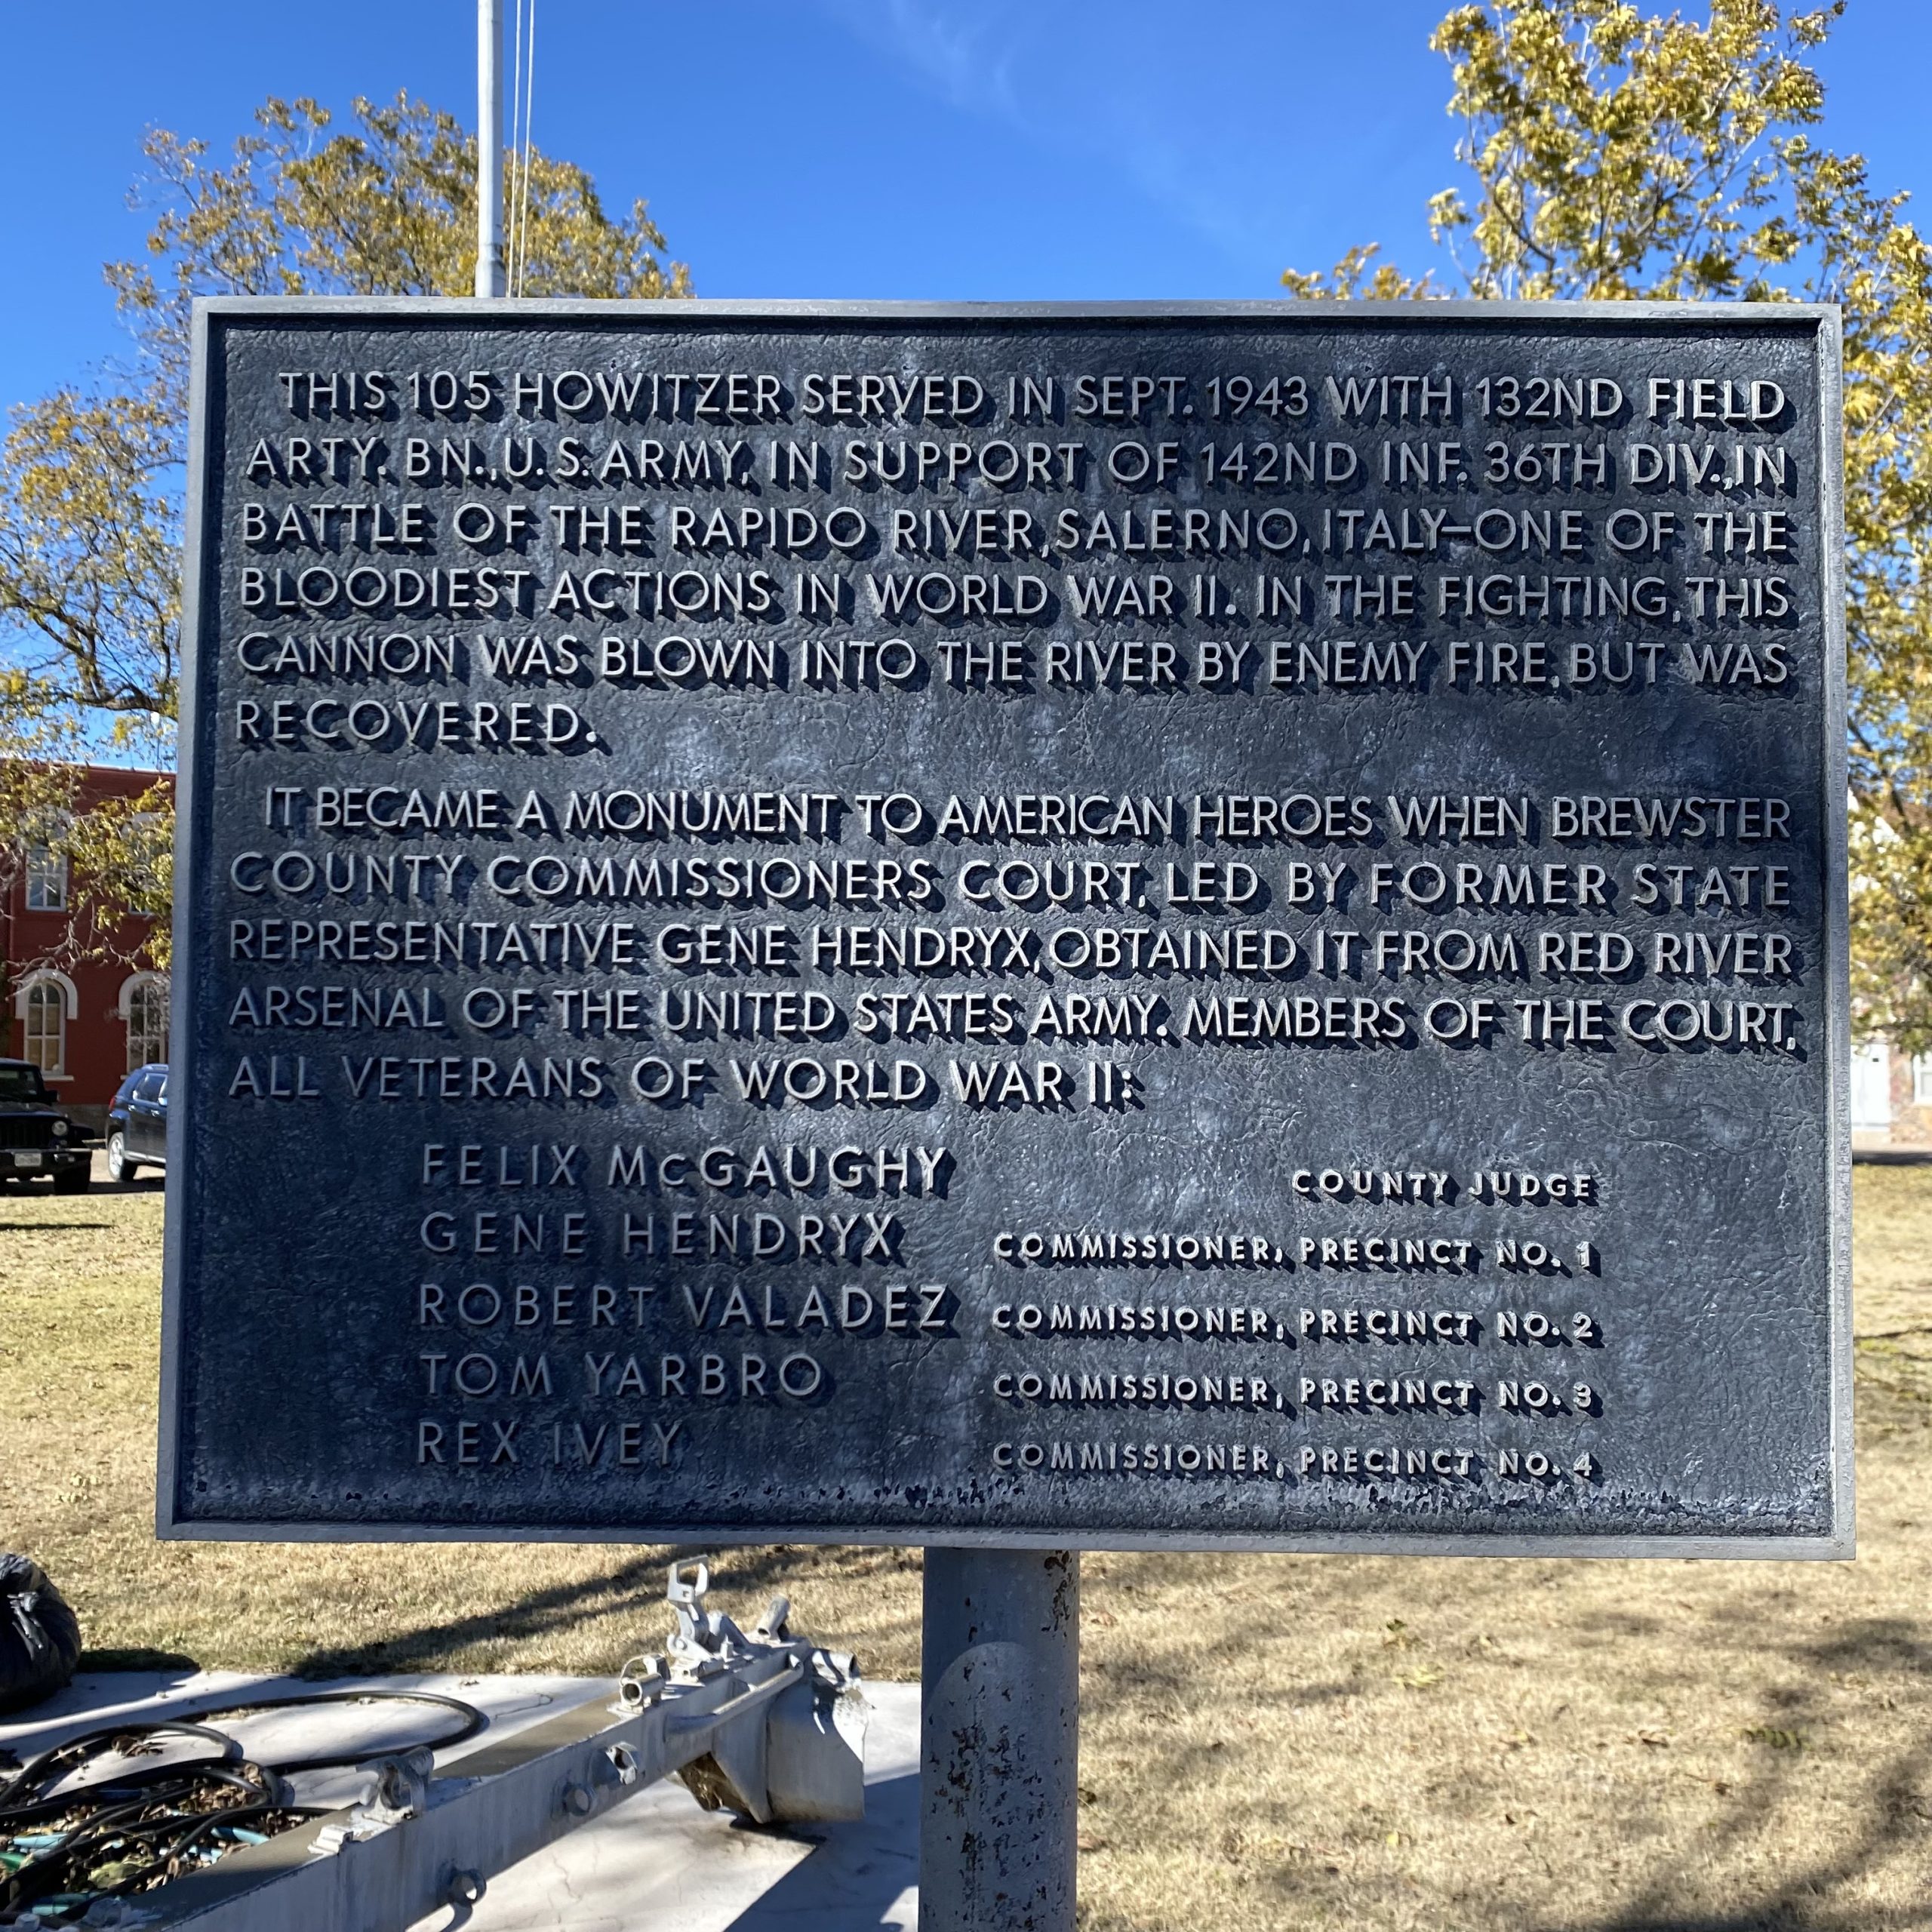 THIS 105 HOWITZER SERVED IN SEPT. 1943 WITH 132ND FIELD
ARTY. BN., U.S. ARMY, IN SUPPORT OF 142ND INF. 36TH DIV., IN
BATTLE OF THE RAPIDO RIVER, SALERNO, ITALY—ONE OF THE
BLOODIEST ACTIONS IN WORLD WAR II. IN THE FIGHTING, THIS
CANNON WAS BLOWN INTO THE RIVER BY ENEMY FIRE, BUT WAS
RECOVERED.
IT BECAME A MONUMENT TO AMERICAN HEROES WHEN BREWSTER
COUNTY COMMISSIONERS COURT, LED BY FORMER STATE
REPRESENTATIVE GENE HENDRYX, OBTAINED IT FROM RED RIVER
ARSENAL OF THE UNITED STATES ARMY. MEMBERS OF THE COURT,
ALL VETERANS OF WORLD WAR II:
FELIX McGAUGHY COUNTY JUDGE
GENE HENDRYX COMMISSIONER, PRECINCT NO. 1
ROBERT VALADEZ COMMISSIONER, PRECINCT NO. 2
TOM YARBRO COMMISSIONER, PRECINCT NO. 3
REX IVEY COMMISSIONER, PRECINCT NO. 4